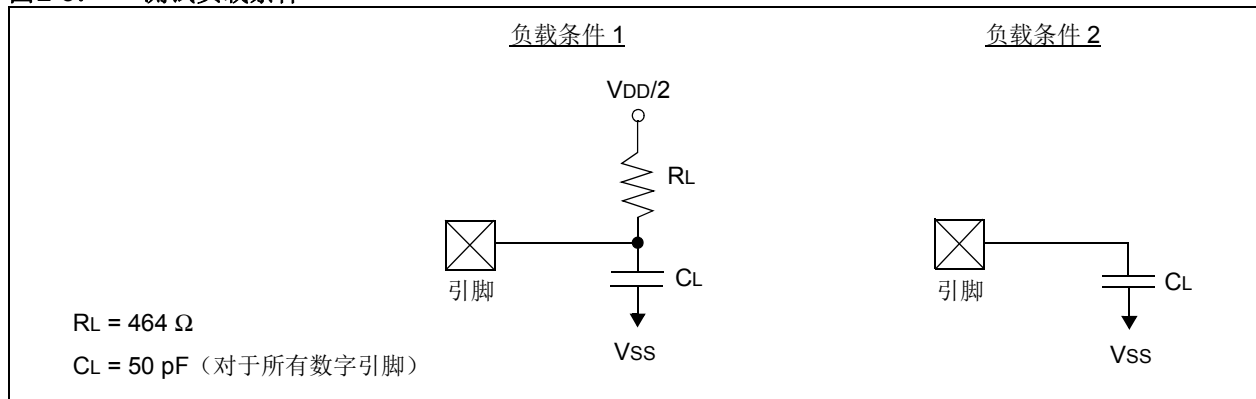 负载条件 1
负载条件 2
VDD/2
RL
CL
引脚
VSS
引脚
CL
VSS
RL = 464 Ω
CL = 50 pF（对于所有数字引脚）